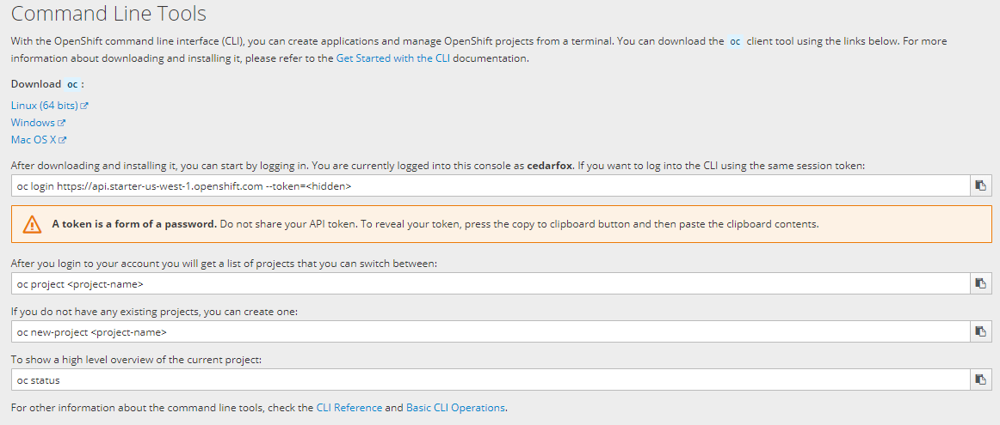 Command Line Tools
With the OpenShift command line interface (CLI), you can create applications and manage OpenShift projects from a terminal. You can download the oc client tool using the links below. For more
information about downloading and installing it, please refer to the Get Started with the CLI documentation.
Download oc :
Linux (64 bits)
Windows
Mac OS X
After downloading and installing it, you can start by logging in. You are currently logged into this console as cedarfox. If you want to log into the CLI using the same session token:
oc login https://api.starter-us-west-1.openshift.com --token=<hidden>
A token is a form of a password. Do not share your API token. To reveal your token, press the copy to clipboard button and then paste the clipboard contents.
After you login to your account you will get a list of projects that you can switch between:
oc project <project-name>
If you do not have any existing projects, you can create one:
oc new-project <project-name>
To show a high level overview of the current project:
oc status
For other information about the command line tools, check the CLI Reference and Basic CLI Operations.